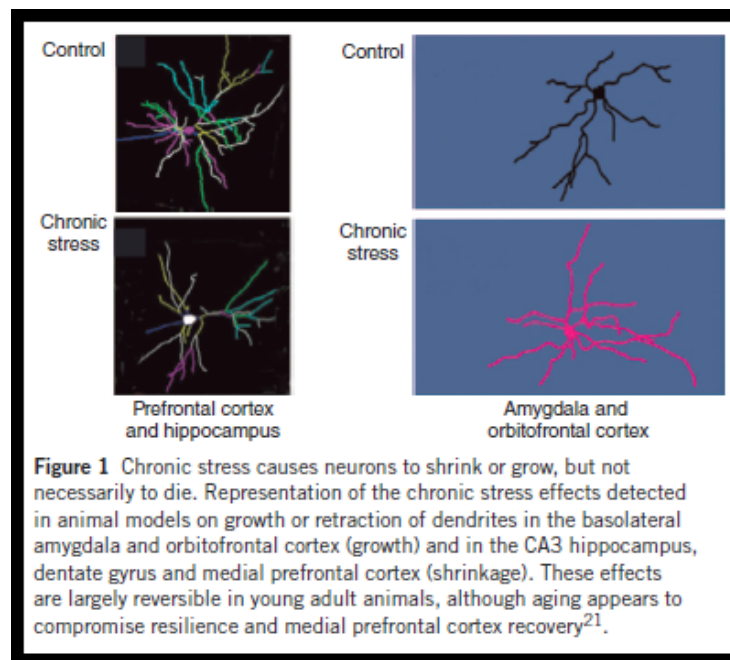 Control
Control
Chronic
stress
Chronic
stress
Prefrontal cortex
and hippocampus
Amygdala and
orbitofrontal cortex
Figure 1 Chronic stress causes neurons to shrink or grow, but not
necessarily to die. Representation of the chronic stress effects detected
in animal models on growth or retraction of dendrites in the basolateral
amygdala and orbitofrontal cortex (growth) and in the CA3 hippocampus,
dentate gyrus and medial prefrontal cortex (shrinkage). These effects
are largely reversible in young adult animals, although aging appears to
compromise resilience and medial prefrontal cortex recovery21.